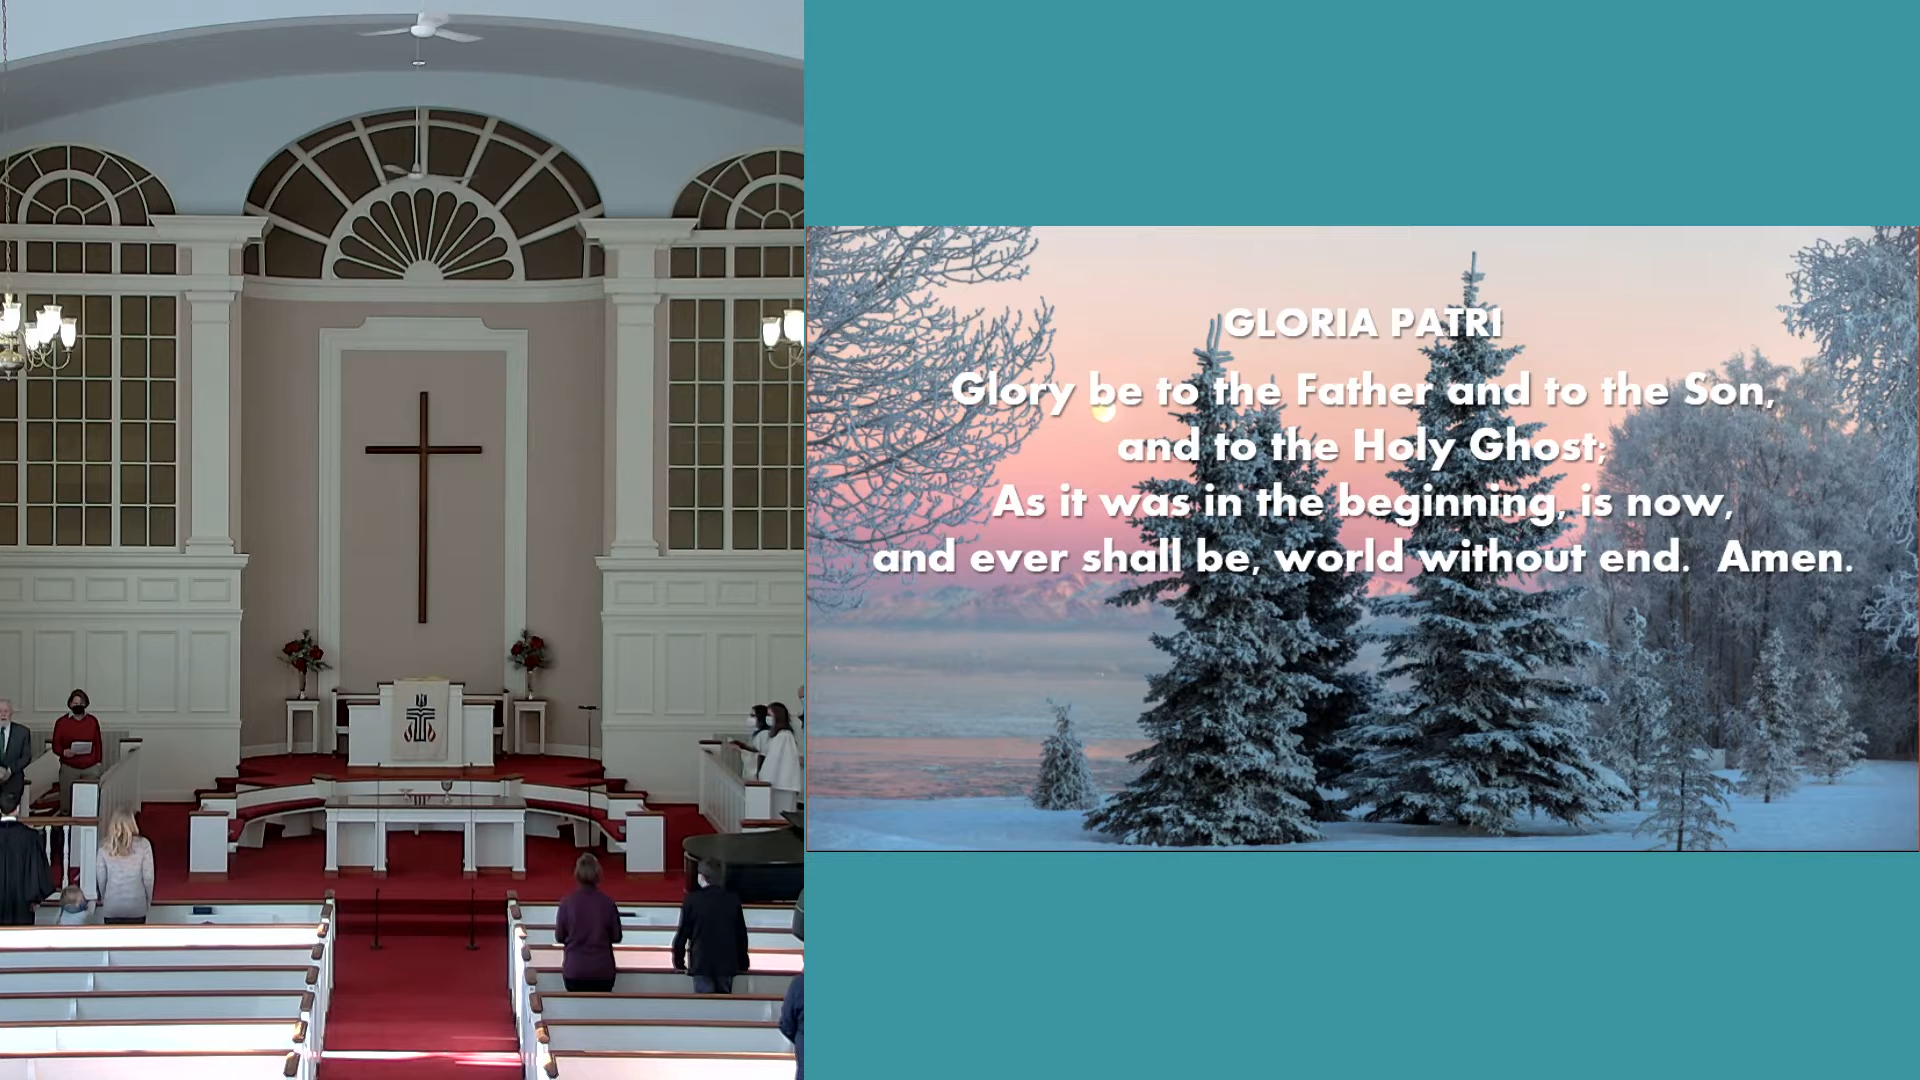 GLORIA PATRI
Glory be to the Father and to the Son,
and to the Holy Ghost;
As it was in the beginning, is now,
and ever shall be, world without end. Amen.